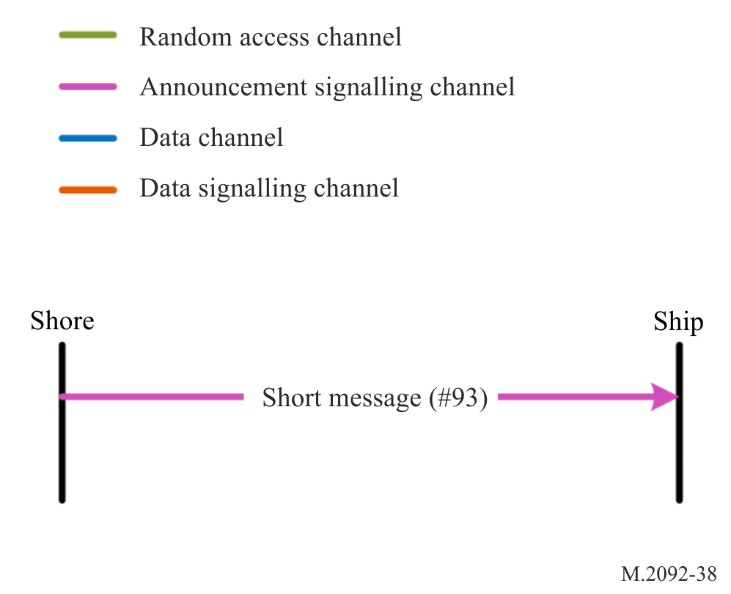 Random access channel
Announcement signalling channel
Data channel
Data signalling channel
Shore
Ship
Short message (#93)
M.2092-38